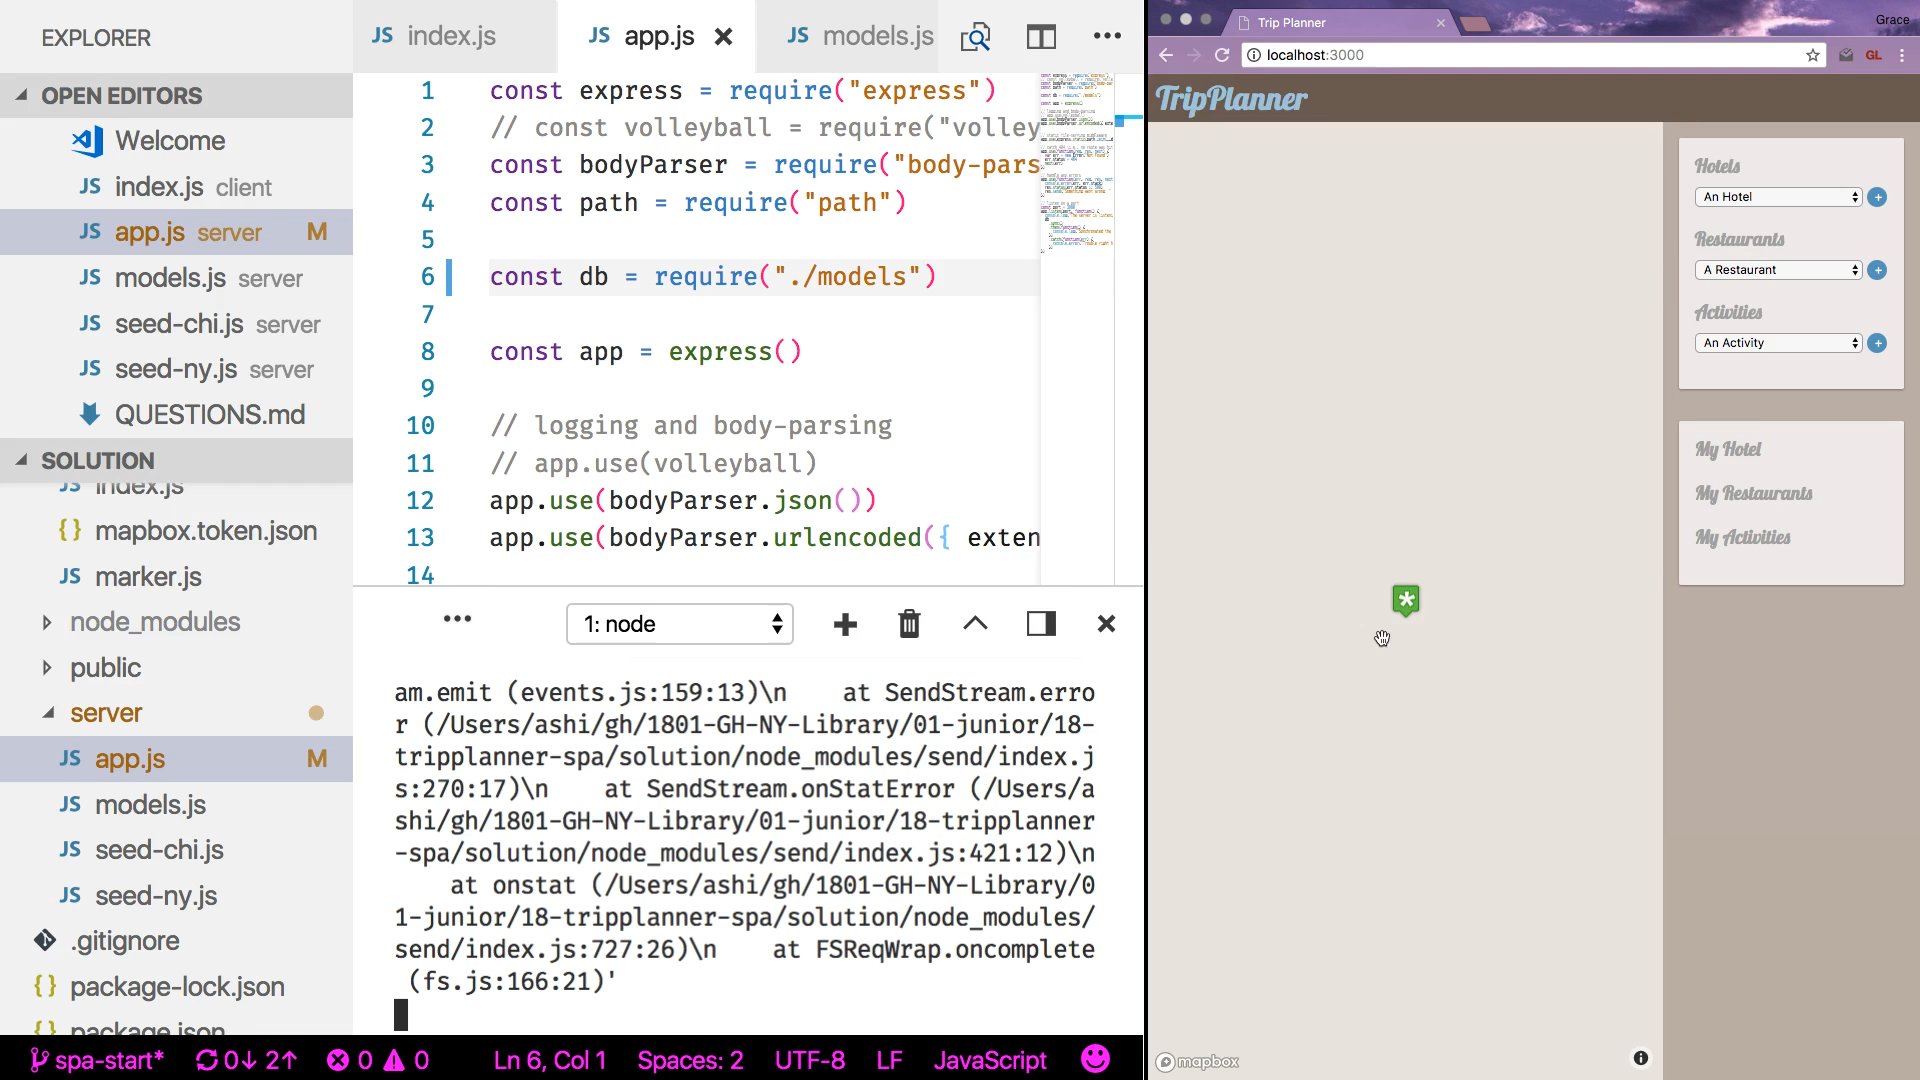 EXPLORER
OPEN EDITORS
Welcome
JS index.js client
JS app.js server M
JS models.js server
JS seed-chi.js server
JS seed-ny.js server
QUESTIONS.md
SOLUTION
JS index.js
{} mapbox.token.json
JS marker.js
node_modules
public
server
JS app.js M
JS models.js
JS seed-chi.js
JS seed-ny.js
.gitignore
{} package-lock.json
{} package.json
JS index.js
JS app.js
JS models.js
1 const express = require("express")
2 // const volleyball = require("volley
3 const bodyParser = require("body-pars
4 const path = require("path")
5
6 const db = require("./models")
7
8 const app = express()
9
10 // logging and body-parsing
11 // app.use(volleyball)
12 app.use(bodyParser.json())
13 app.use(bodyParser.urlencoded({ exten
14
1: node
am.emit (events.js:159:13)\n    at SendStream.erro
r (/Users/ashi/gh/1801-GH-NY-Library/01-junior/18-
tripplanner-spa/solution/node_modules/send/index.j
s:270:17)\n    at SendStream.onStatError (/Users/a
shi/gh/1801-GH-NY-Library/01-junior/18-tripplanner
-spa/solution/node_modules/send/index.js:421:12)\n
    at onstat (/Users/ashi/gh/1801-GH-NY-Library/0
1-junior/18-tripplanner-spa/solution/node_modules/
send/index.js:727:26)\n    at FSReqWrap.oncomplete
 (fs.js:166:21)'
spa-start* 0↓ 2↑ 0 0 Ln 6, Col 1 Spaces: 2 UTF-8 LF JavaScript
Trip Planner
Grace
localhost:3000
GL
TripPlanner
Hotels
An Hotel
Restaurants
A Restaurant
Activities
An Activity
My Hotel
My Restaurants
My Activities
mapbox